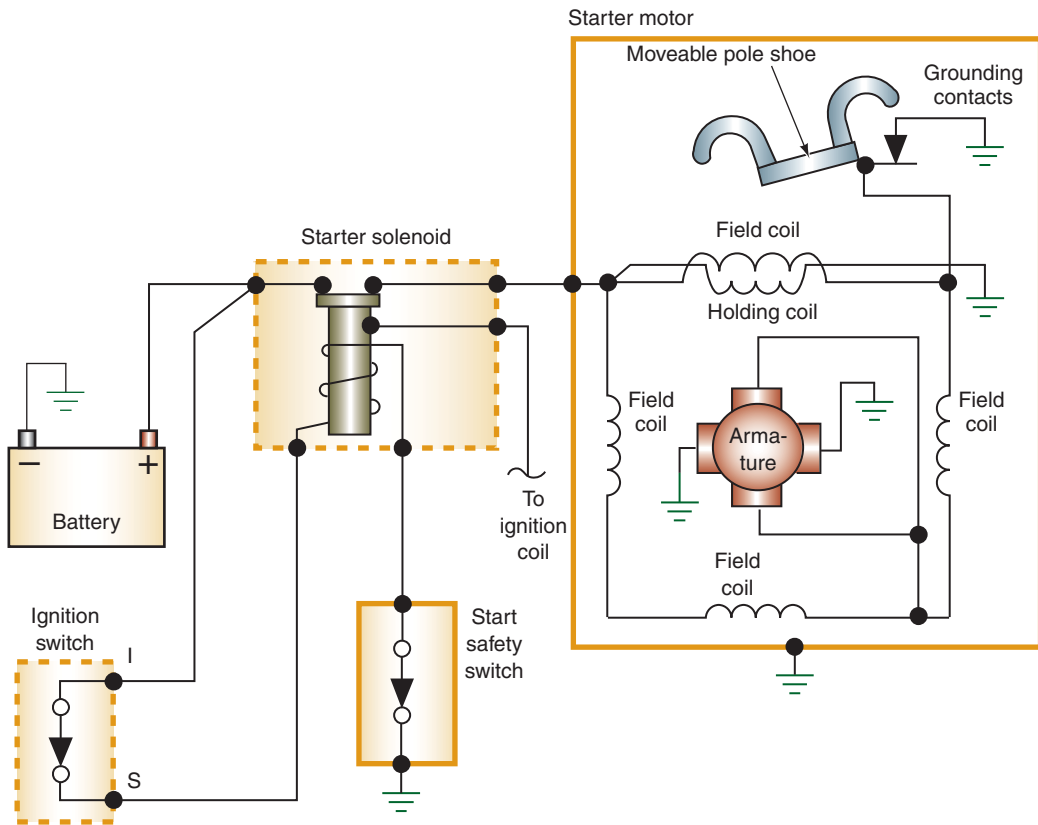 Starter motor
Moveable pole shoe
Grounding
contacts
Starter solenoid
Field coil
Holding coil
Field
coil
Arma-
ture
Field
coil
Field
coil
−
+
Battery
To
ignition
coil
Ignition
switch
I
S
Start
safety
switch